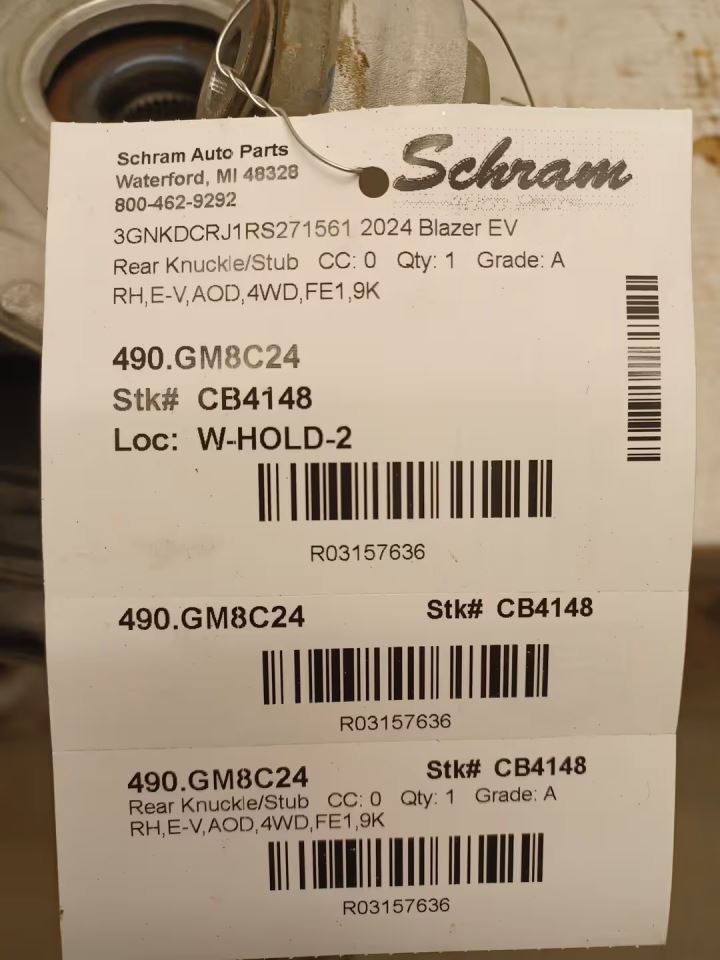 Schram Auto Parts
Schram
Waterford, MI 48328
800-462-9292
3GNKDCRJ1RS271561 2024 Blazer EV
Rear Knuckle/Stub CC: 0 Qty: 1 Grade: A
RH,E-V,AOD,4WD,FE1,9K
490.GM8C24
Stk# CB4148
Loc: W-HOLD-2
R03157636
490.GM8C24 Stk# CB4148
R03157636
490.GM8C24 Stk# CB4148
Rear Knuckle/Stub CC: 0 Qty: 1 Grade: A
RH,E-V,AOD,4WD,FE1,9K
R03157636